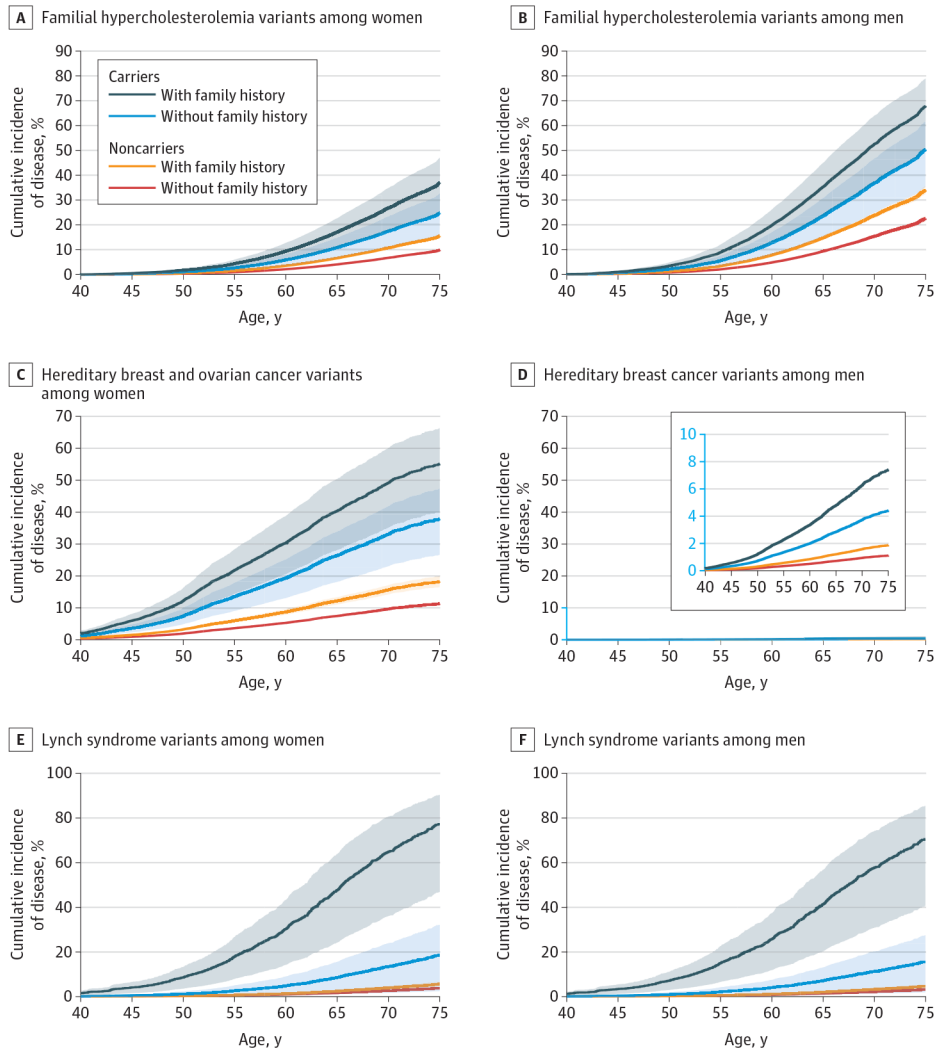 A Familial hypercholesterolemia variants among women
90
80
70
60
50
40
30
20
10
0
Cumulative incidence
of disease, %
Carriers
With family history
Without family history
Noncarriers
With family history
Without family history
40 45 50 55 60 65 70 75
Age, y
B Familial hypercholesterolemia variants among men
90
80
70
60
50
40
30
20
10
0
Cumulative incidence
of disease, %
40 45 50 55 60 65 70 75
Age, y
C Hereditary breast and ovarian cancer variants
among women
70
60
50
40
30
20
10
0
Cumulative incidence
of disease, %
40 45 50 55 60 65 70 75
Age, y
D Hereditary breast cancer variants among men
70
60
50
40
30
20
10
0
Cumulative incidence
of disease, %
10
8
6
4
2
0
40 45 50 55 60 65 70 75
40 45 50 55 60 65 70 75
Age, y
E Lynch syndrome variants among women
100
80
60
40
20
0
Cumulative incidence
of disease, %
40 45 50 55 60 65 70 75
Age, y
F Lynch syndrome variants among men
100
80
60
40
20
0
Cumulative incidence
of disease, %
40 45 50 55 60 65 70 75
Age, y